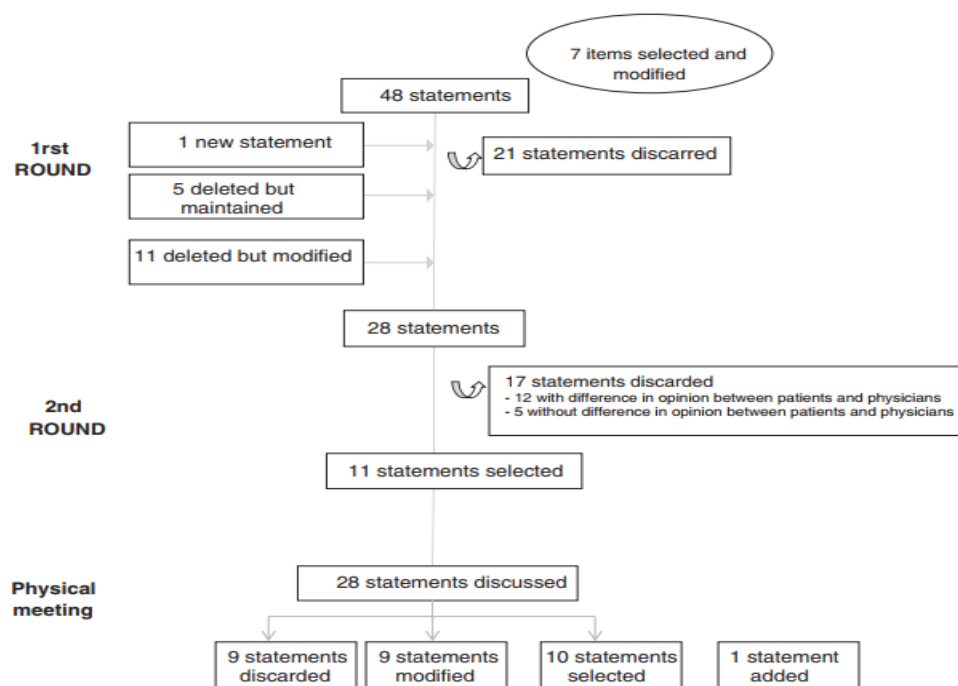 7 items selected and
modified
48 statements
1rst
ROUND
1 new statement
21 statements discarred
5 deleted but
maintained
11 deleted but modified
28 statements
2nd
ROUND
17 statements discarded
- 12 with difference in opinion between patients and physicians
- 5 without difference in opinion between patients and physicians
11 statements selected
Physical
meeting
28 statements discussed
9 statements
discarded
9 statements
modified
10 statements
selected
1 statement
added